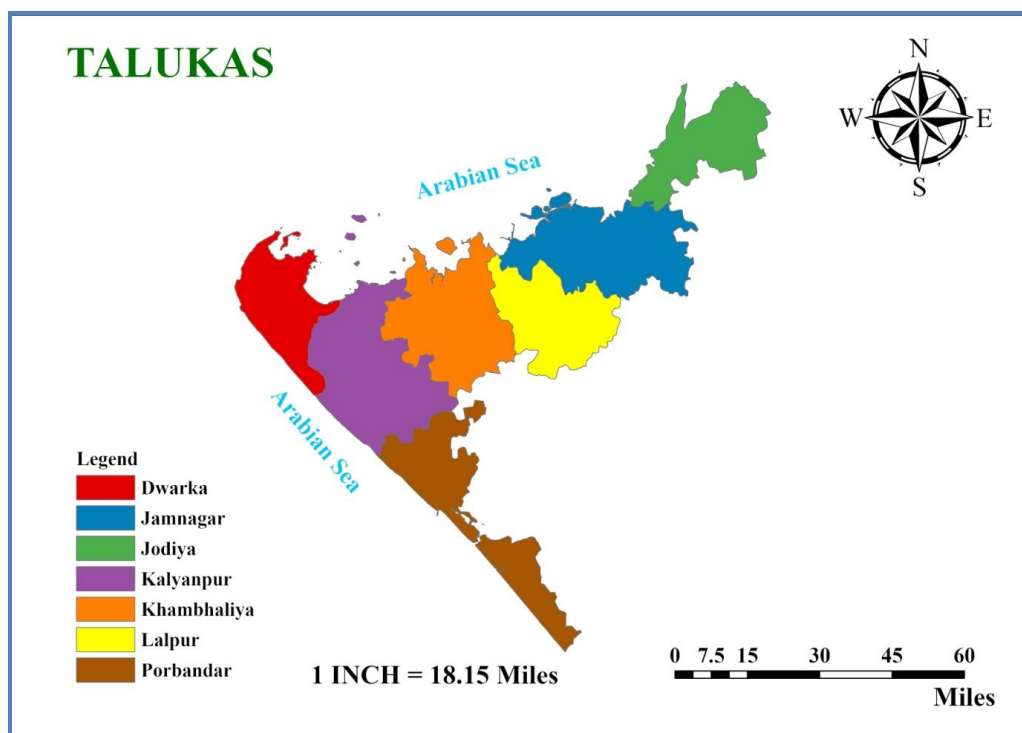 TALUKAS
N
W E
S
Arabian Sea
Arabian Sea
Legend
Dwarka
Jamnagar
Jodiya
Kalyanpur
Khambhaliya
Lalpur
Porbandar
1 INCH = 18.15 Miles
0 7.5 15 30 45 60
Miles